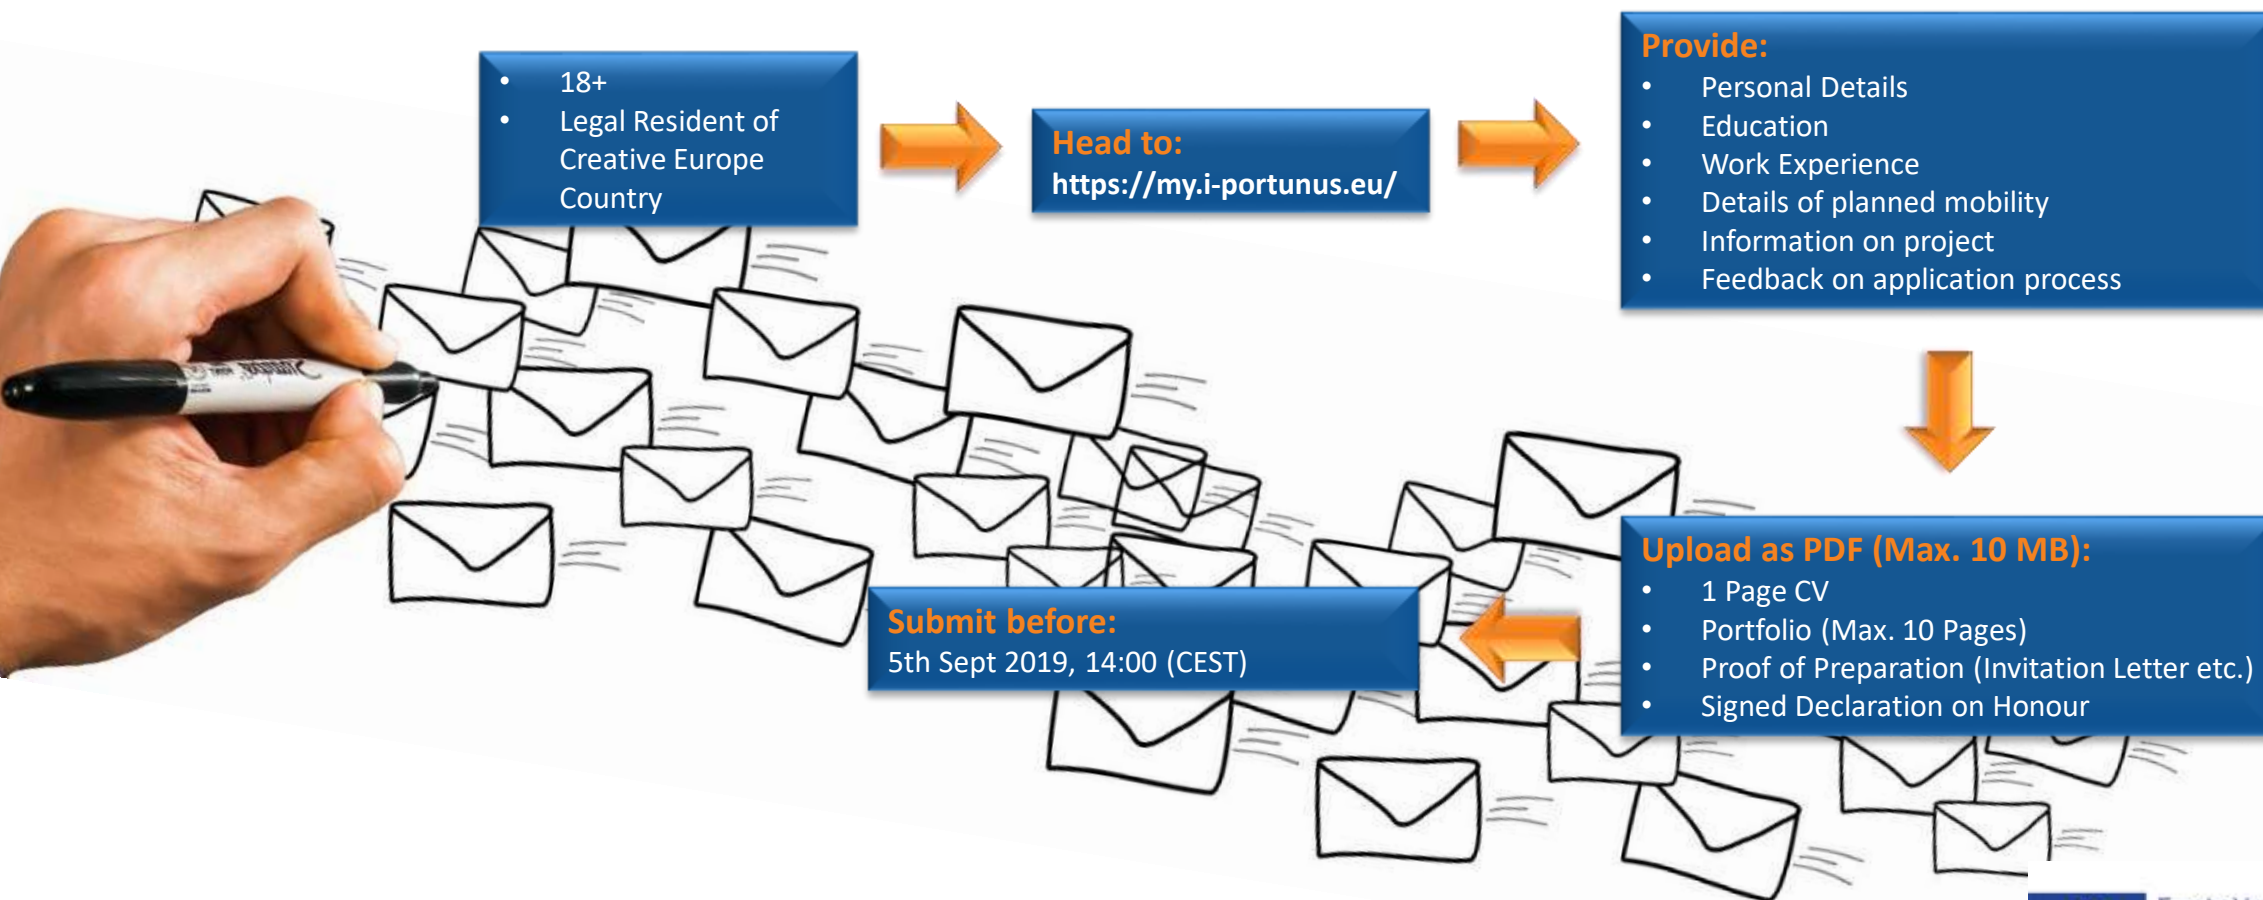 • 18+
• Legal Resident of
Creative Europe
Country
Head to:
https://my.i-portunus.eu/
Provide:
• Personal Details
• Education
• Work Experience
• Details of planned mobility
• Information on project
• Feedback on application process
Upload as PDF (Max. 10 MB):
• 1 Page CV
• Portfolio (Max. 10 Pages)
• Proof of Preparation (Invitation Letter etc.)
• Signed Declaration on Honour
Submit before:
5th Sept 2019, 14:00 (CEST)